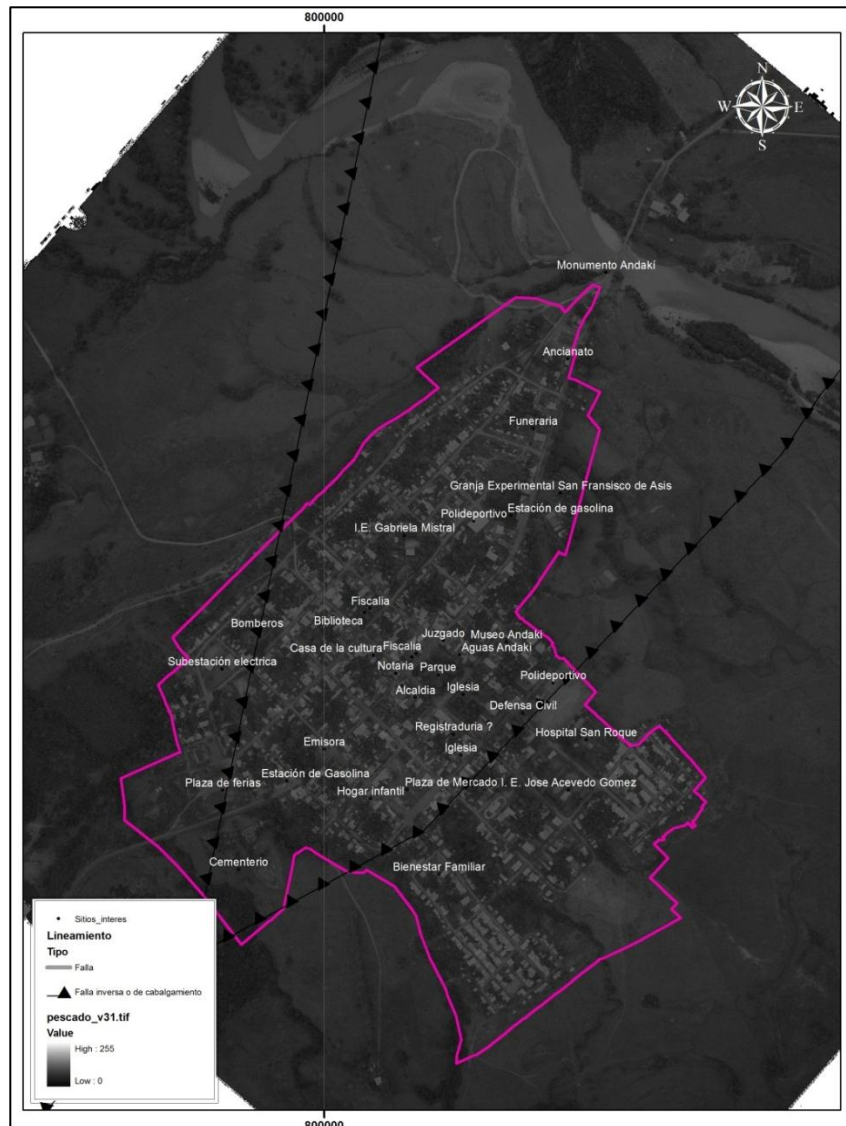 800000
N
W E
S
Monumento Andakí
Ancianato
Funeraria
Granja Experimental San Fransisco de Asis
Estación de gasolina
Polideportivo
I.E. Gabriela Mistral
Fiscalia
Biblioteca
Bomberos
Juzgado
Museo Andaki
Casa de la cultura
Fiscalia
Aguas Andaki
Subestación electrica
Notaria
Parque
Polideportivo
Alcaldia
Iglesia
Defensa Civil
Registraduria ?
Hospital San Roque
Emisora
Iglesia
Estación de Gasolina
Plaza de ferias
Plaza de Mercado
I. E. Jose Acevedo Gomez
Hogar infantil
Cementerio
Bienestar Familiar
Sitios_interes
Lineamiento
Tipo
Falla
Falla inversa o de cabalgamiento
pescado_v31.tif
Value
High : 255
Low : 0
800000